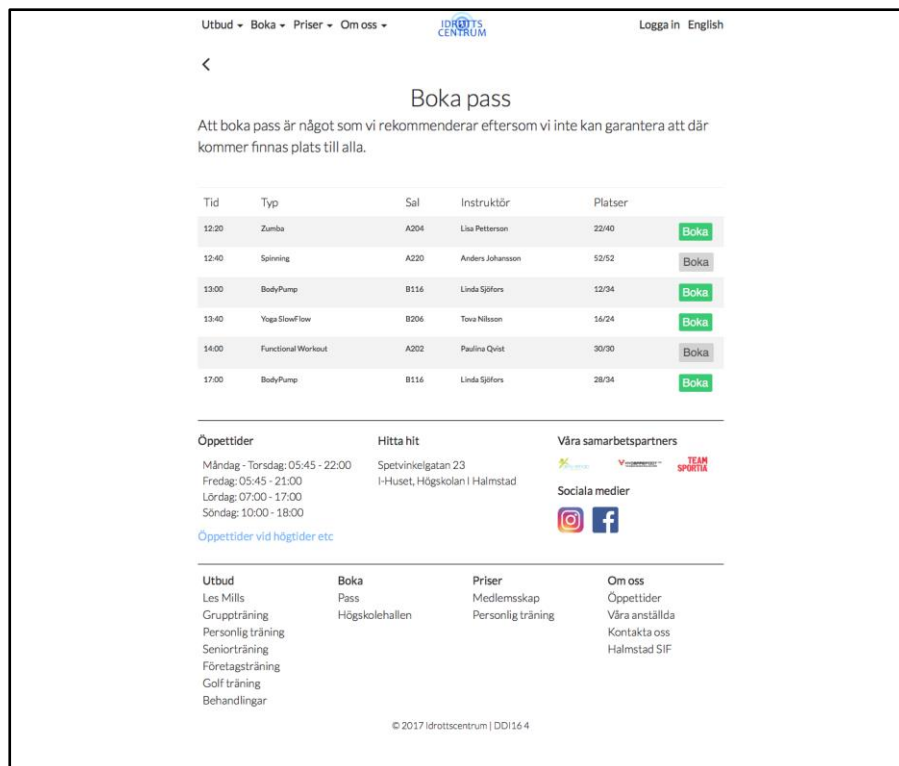 Utbud Boka Priser Om oss IDROTTS CENTRUM Logga in English
Boka pass
Att boka pass är något som vi rekommenderar eftersom vi inte kan garantera att där
kommer finnas plats till alla.
Tid Typ Sal Instruktör Platser
12:20 Zumba A204 Lisa Petterson 22/40 Boka
12:40 Spinning A220 Anders Johansson 52/52 Boka
13:00 BodyPump B116 Linda Sjöfors 12/34 Boka
13:40 Yoga SlowFlow B206 Tova Nilsson 16/24 Boka
14:00 Functional Workout A202 Paulina Qvist 30/30 Boka
17:00 BodyPump B116 Linda Sjöfors 28/34 Boka
Öppettider
Måndag - Torsdag: 05:45 - 22:00
Fredag: 05:45 - 21:00
Lördag: 07:00 - 17:00
Söndag: 10:00 - 18:00
Öppettider vid högtider etc
Hitta hit
Spetvinkelgatan 23
I-Huset, Högskolan I Halmstad
Våra samarbetspartners
TEAM
SPORTIA
Sociala medier
Utbud
Les Mills
Gruppträning
Personlig träning
Seniorträning
Företagsträning
Golf träning
Behandlingar
Boka
Pass
Högskolehallen
Priser
Medlemsskap
Personlig träning
Om oss
Öppettider
Våra anställda
Kontakta oss
Halmstad SIF
© 2017 Idrottscentrum | DDI16 4